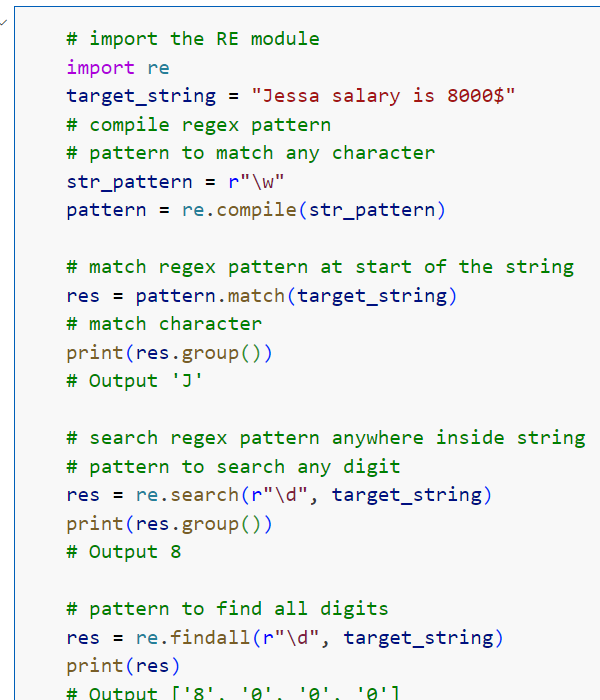 # import the RE module
import re
target_string = "Jessa salary is 8000$"
# compile regex pattern
# pattern to match any character
str_pattern = r"\w"
pattern = re.compile(str_pattern)
# match regex pattern at start of the string
res = pattern.match(target_string)
# match character
print(res.group())
# Output 'J'
# search regex pattern anywhere inside string
# pattern to search any digit
res = re.search(r"\d", target_string)
print(res.group())
# Output 8
# pattern to find all digits
res = re.findall(r"\d", target_string)
print(res)
# Output ['8', '0', '0', '0']